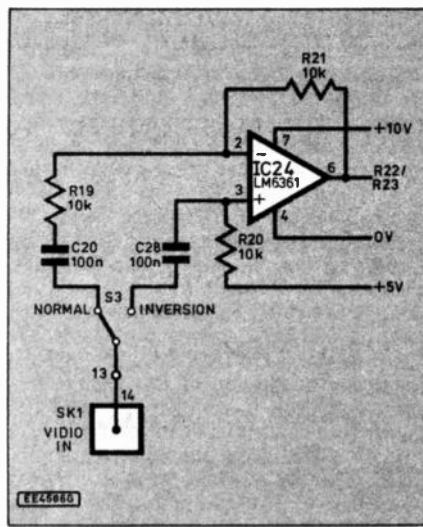 R21
10k
+10V
2
7
IC24
LM6361
6
R22/
R23
R19
10k
3
+
4
0V
C20
100n
C28
100n
R20
10k
+5V
NORMAL
S3
INVERSION
13
14
SK1
VIDIO
IN
EE4586G